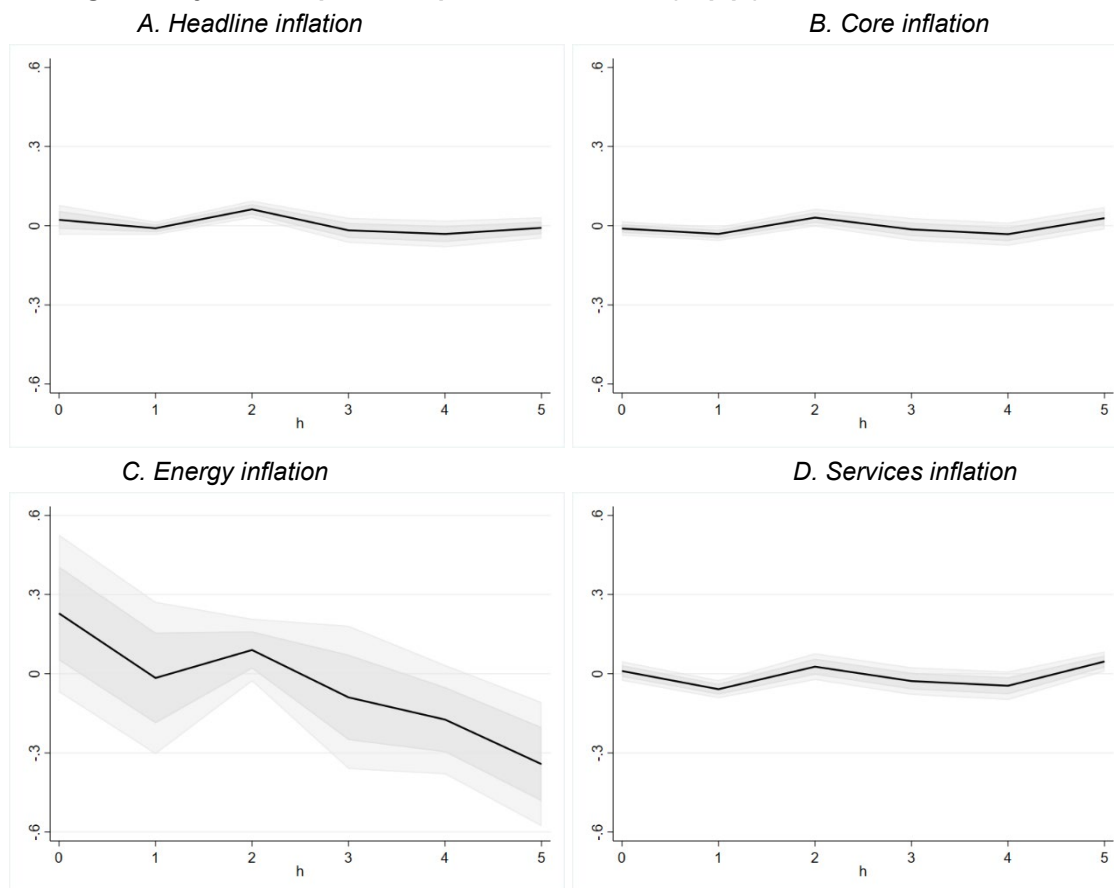 A. Headline inflation
B. Core inflation
.6
.3
0
-.3
-.6
0 1 2 3 4 5
h
.6
.3
0
-.3
-.6
0 1 2 3 4 5
h
C. Energy inflation
D. Services inflation
.6
.3
0
-.3
-.6
0 1 2 3 4 5
h
.6
.3
0
-.3
-.6
0 1 2 3 4 5
h